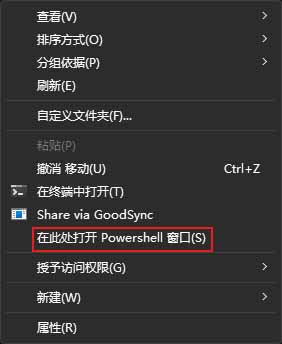 查看(V)
排序方式(O)
分组依据(P)
刷新(E)
自定义文件夹(F)...
粘贴(P)
撤消 移动(U) Ctrl+Z
在终端中打开(T)
Share via GoodSync
在此处打开 Powershell 窗口(S)
授予访问权限(G)
新建(W)
属性(R)